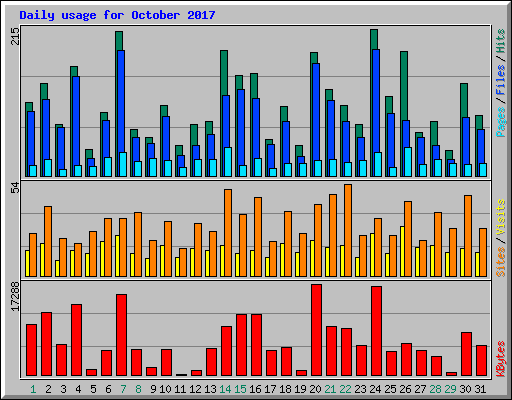 Daily usage for October 2017
215
Pages / Files / Hits
54
Sites / Visits
17288
KBytes
1 2 3 4 5 6 7 8 9 10 11 12 13 14 15 16 17 18 19 20 21 22 23 24 25 26 27 28 29 30 31